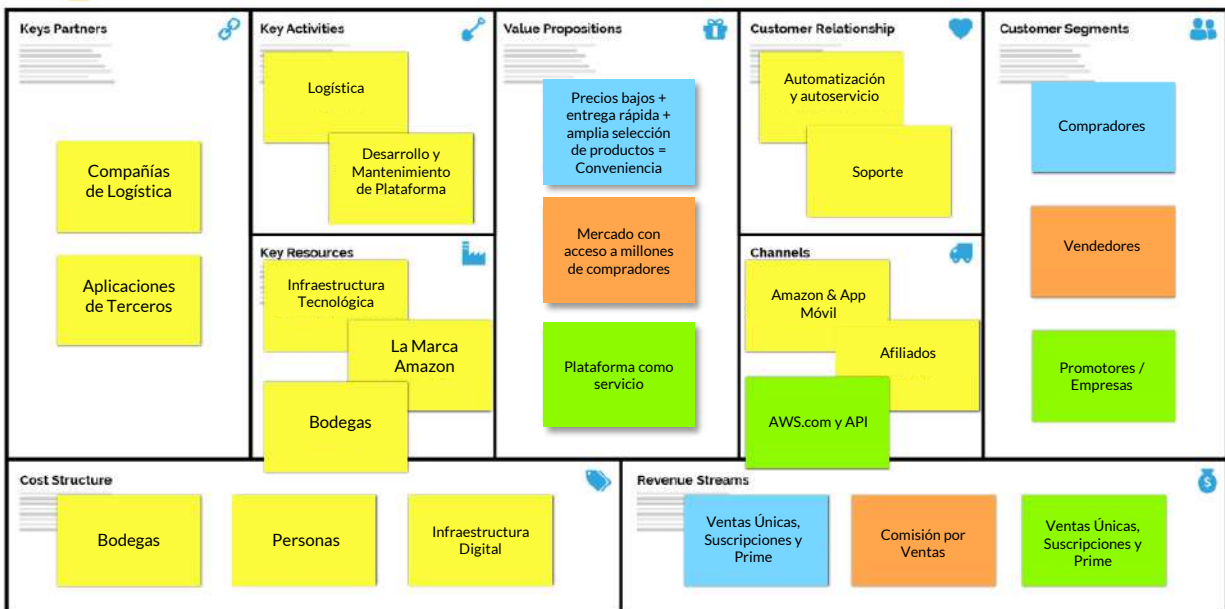 Keys Partners
Compañías
de Logística
Aplicaciones
de Terceros
Key Activities
Logística
Desarrollo y
Mantenimiento
de Plataforma
Key Resources
Infraestructura
Tecnológica
La Marca
Amazon
Bodegas
Value Propositions
Precios bajos +
entrega rápida +
amplia selección
de productos =
Conveniencia
Mercado con
acceso a millones
de compradores
Plataforma como
servicio
Customer Relationship
Automatización
y autoservicio
Soporte
Channels
Amazon & App
Móvil
Afiliados
AWS.com y API
Customer Segments
Compradores
Vendedores
Promotores /
Empresas
Cost Structure
Bodegas
Personas
Infraestructura
Digital
Revenue Streams
Ventas Únicas,
Suscripciones y
Prime
Comisión por
Ventas
Ventas Únicas,
Suscripciones y
Prime